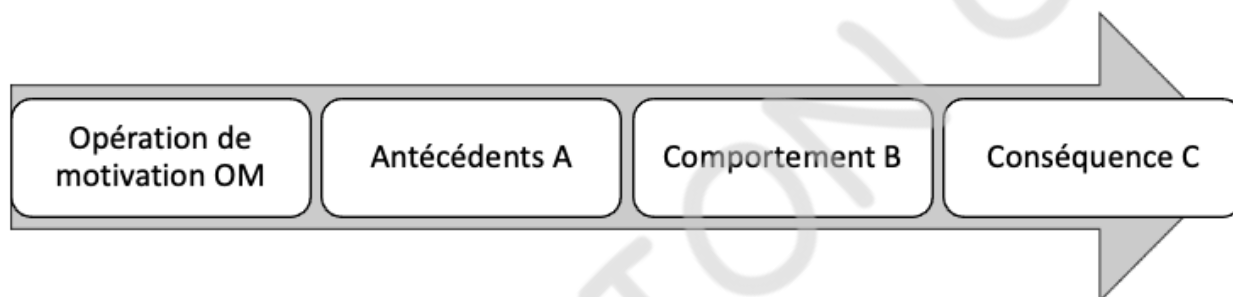 Opération de
motivation OM
Antécédents A
Comportement B
Conséquence C